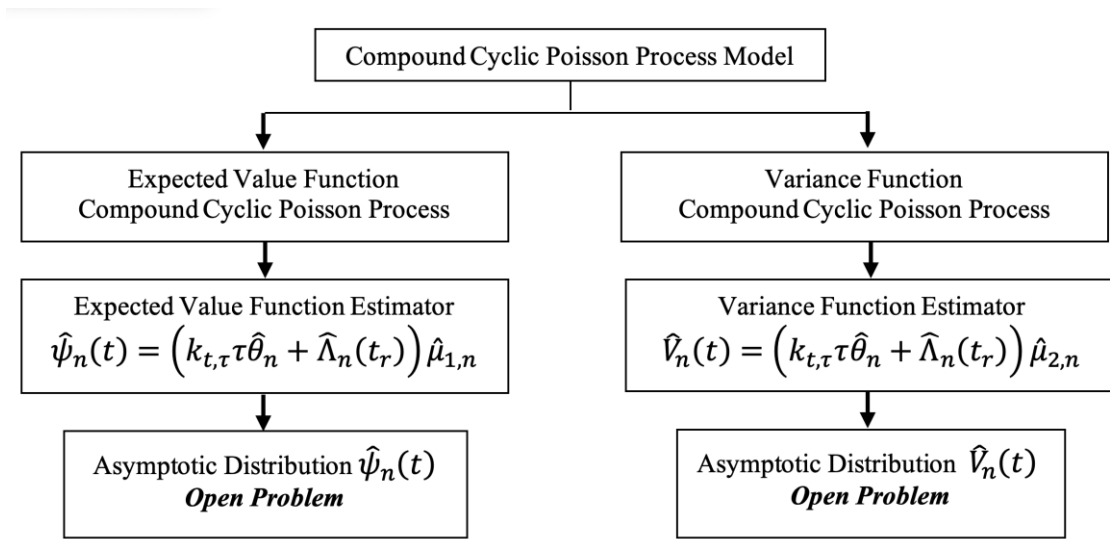 Compound Cyclic Poisson Process Model
Expected Value Function
Compound Cyclic Poisson Process
Variance Function
Compound Cyclic Poisson Process
Expected Value Function Estimator
ψ̂ₙ(t) = (k_{t,τ}τθ̂ₙ + Λ̂ₙ(t_r)) μ̂_{1,n}
Variance Function Estimator
V̂ₙ(t) = (k_{t,τ}τθ̂ₙ + Λ̂ₙ(t_r)) μ̂_{2,n}
Asymptotic Distribution ψ̂ₙ(t)
Open Problem
Asymptotic Distribution V̂ₙ(t)
Open Problem